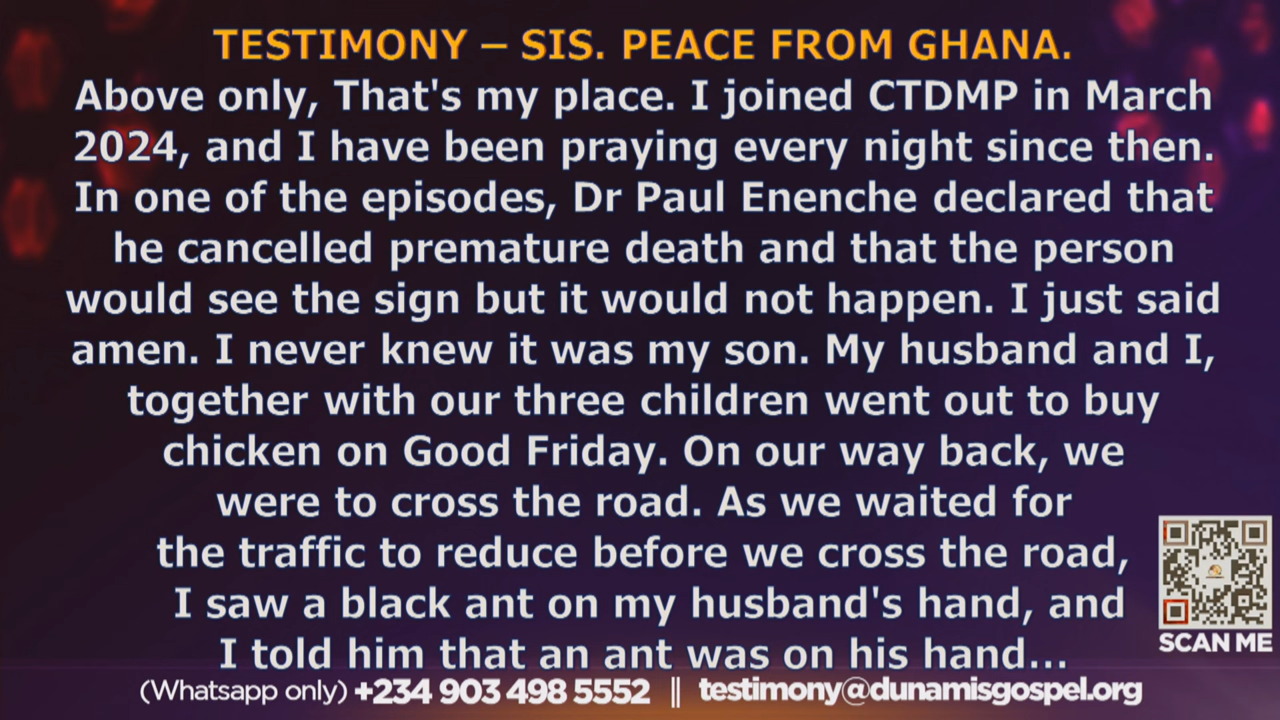 TESTIMONY – SIS. PEACE FROM GHANA.
Above only, That's my place. I joined CTDMP in March
2024, and I have been praying every night since then.
In one of the episodes, Dr Paul Enenche declared that
he cancelled premature death and that the person
would see the sign but it would not happen. I just said
amen. I never knew it was my son. My husband and I,
together with our three children went out to buy
chicken on Good Friday. On our way back, we
were to cross the road. As we waited for
the traffic to reduce before we cross the road,
I saw a black ant on my husband's hand, and
I told him that an ant was on his hand...
SCAN ME
(Whatsapp only) +234 903 498 5552 || testimony@dunamisgospel.org